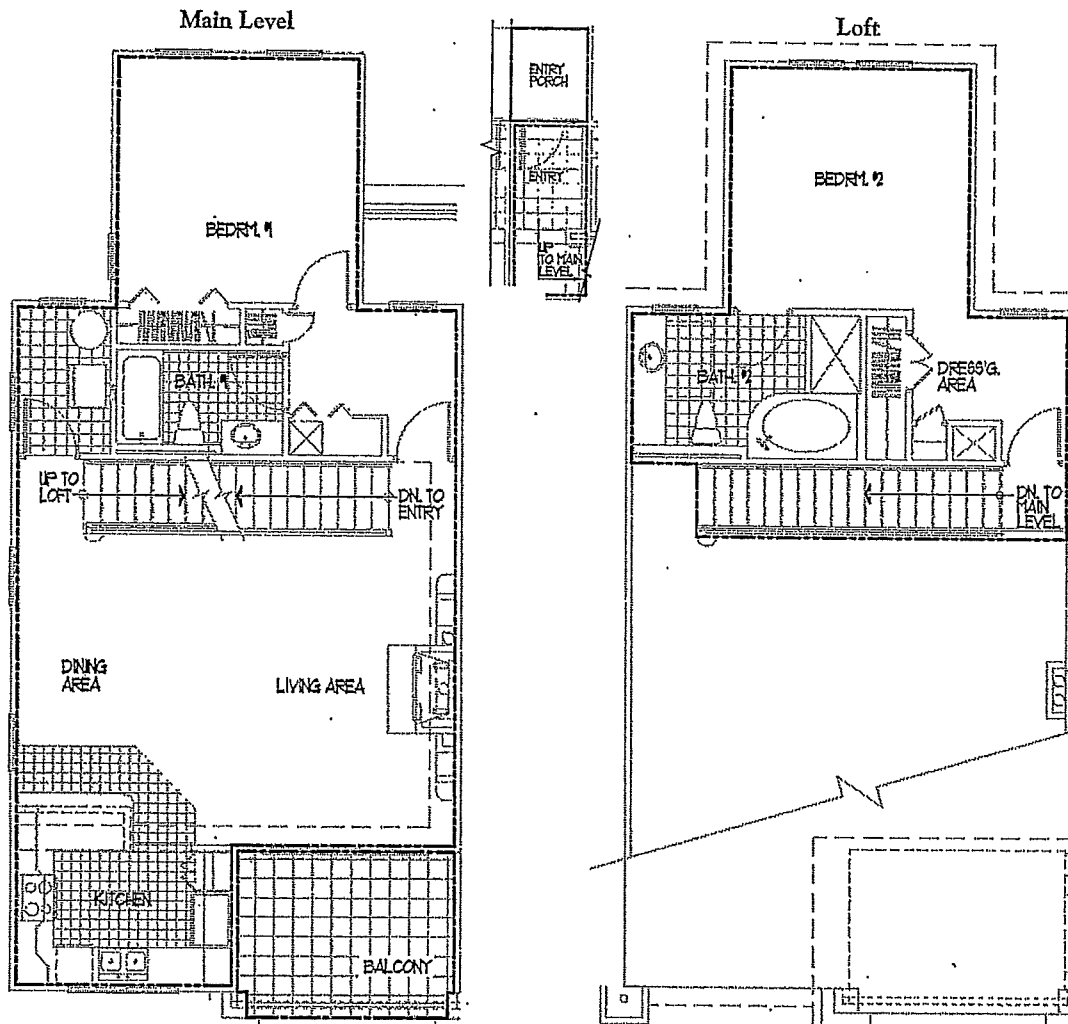 Main Level
BEDRM. #1
BATH. #1
UP TO
LOFT
DN. TO
ENTRY
DINING
AREA
LIVING AREA
KITCHEN
BALCONY
ENTRY
PORCH
ENTRY
UP
TO MAIN
LEVEL
Loft
BEDRM. #2
BATH. #2
DRESS'G.
AREA
DN. TO
MAIN
LEVEL